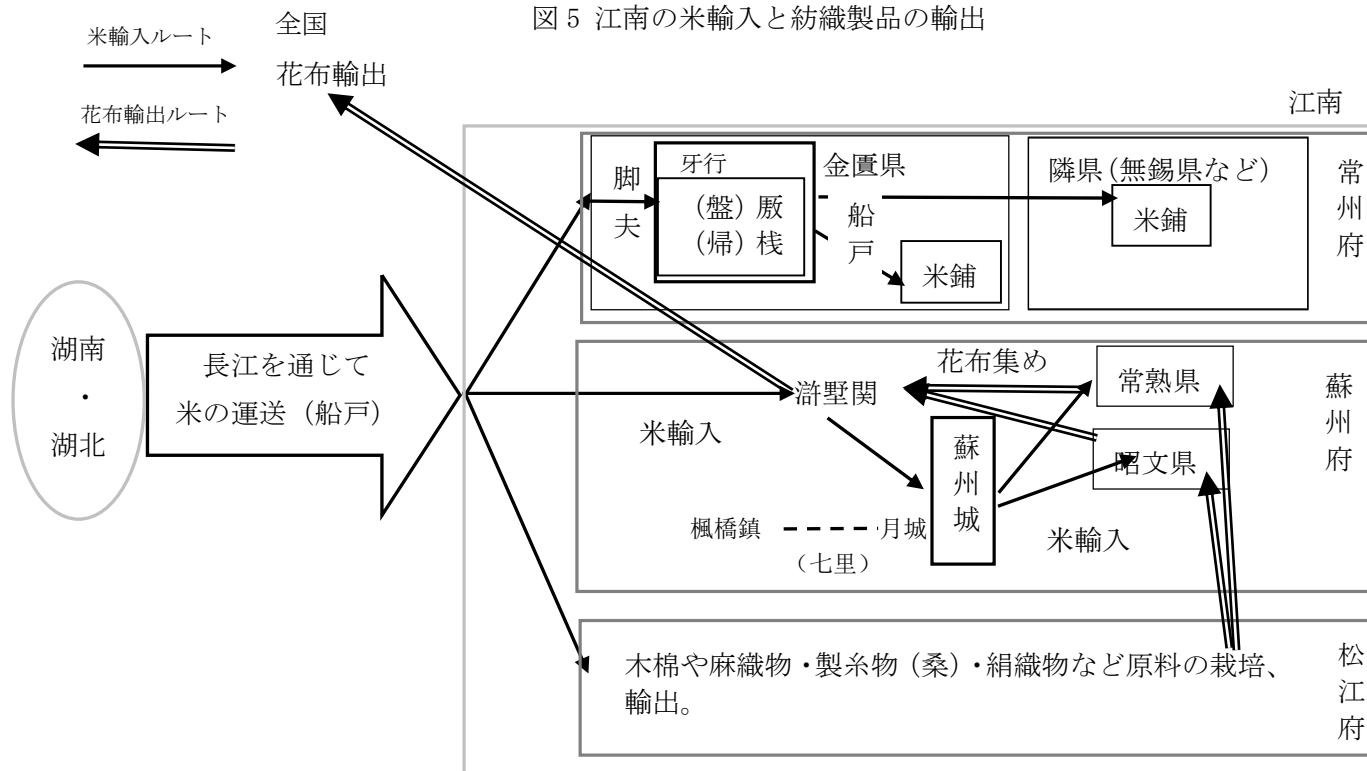 図5 江南の米輸入と紡織製品の輸出
米輸入ルート
全国
花布輸出
花布輸出ルート
江南
脚夫
牙行
(盤)厫
(帰)桟
金匱県
船戸
米鋪
隣県(無錫県など)
米鋪
常州府
湖南
・
湖北
長江を通じて
米の運送(船戸)
花布集め
常熟県
滸墅関
米輸入
昭文県
蘇州城
蘇州府
楓橋鎮
月城
(七里)
米輸入
木棉や麻織物・製糸物(桑)・絹織物など原料の栽培、
輸出。
松江府